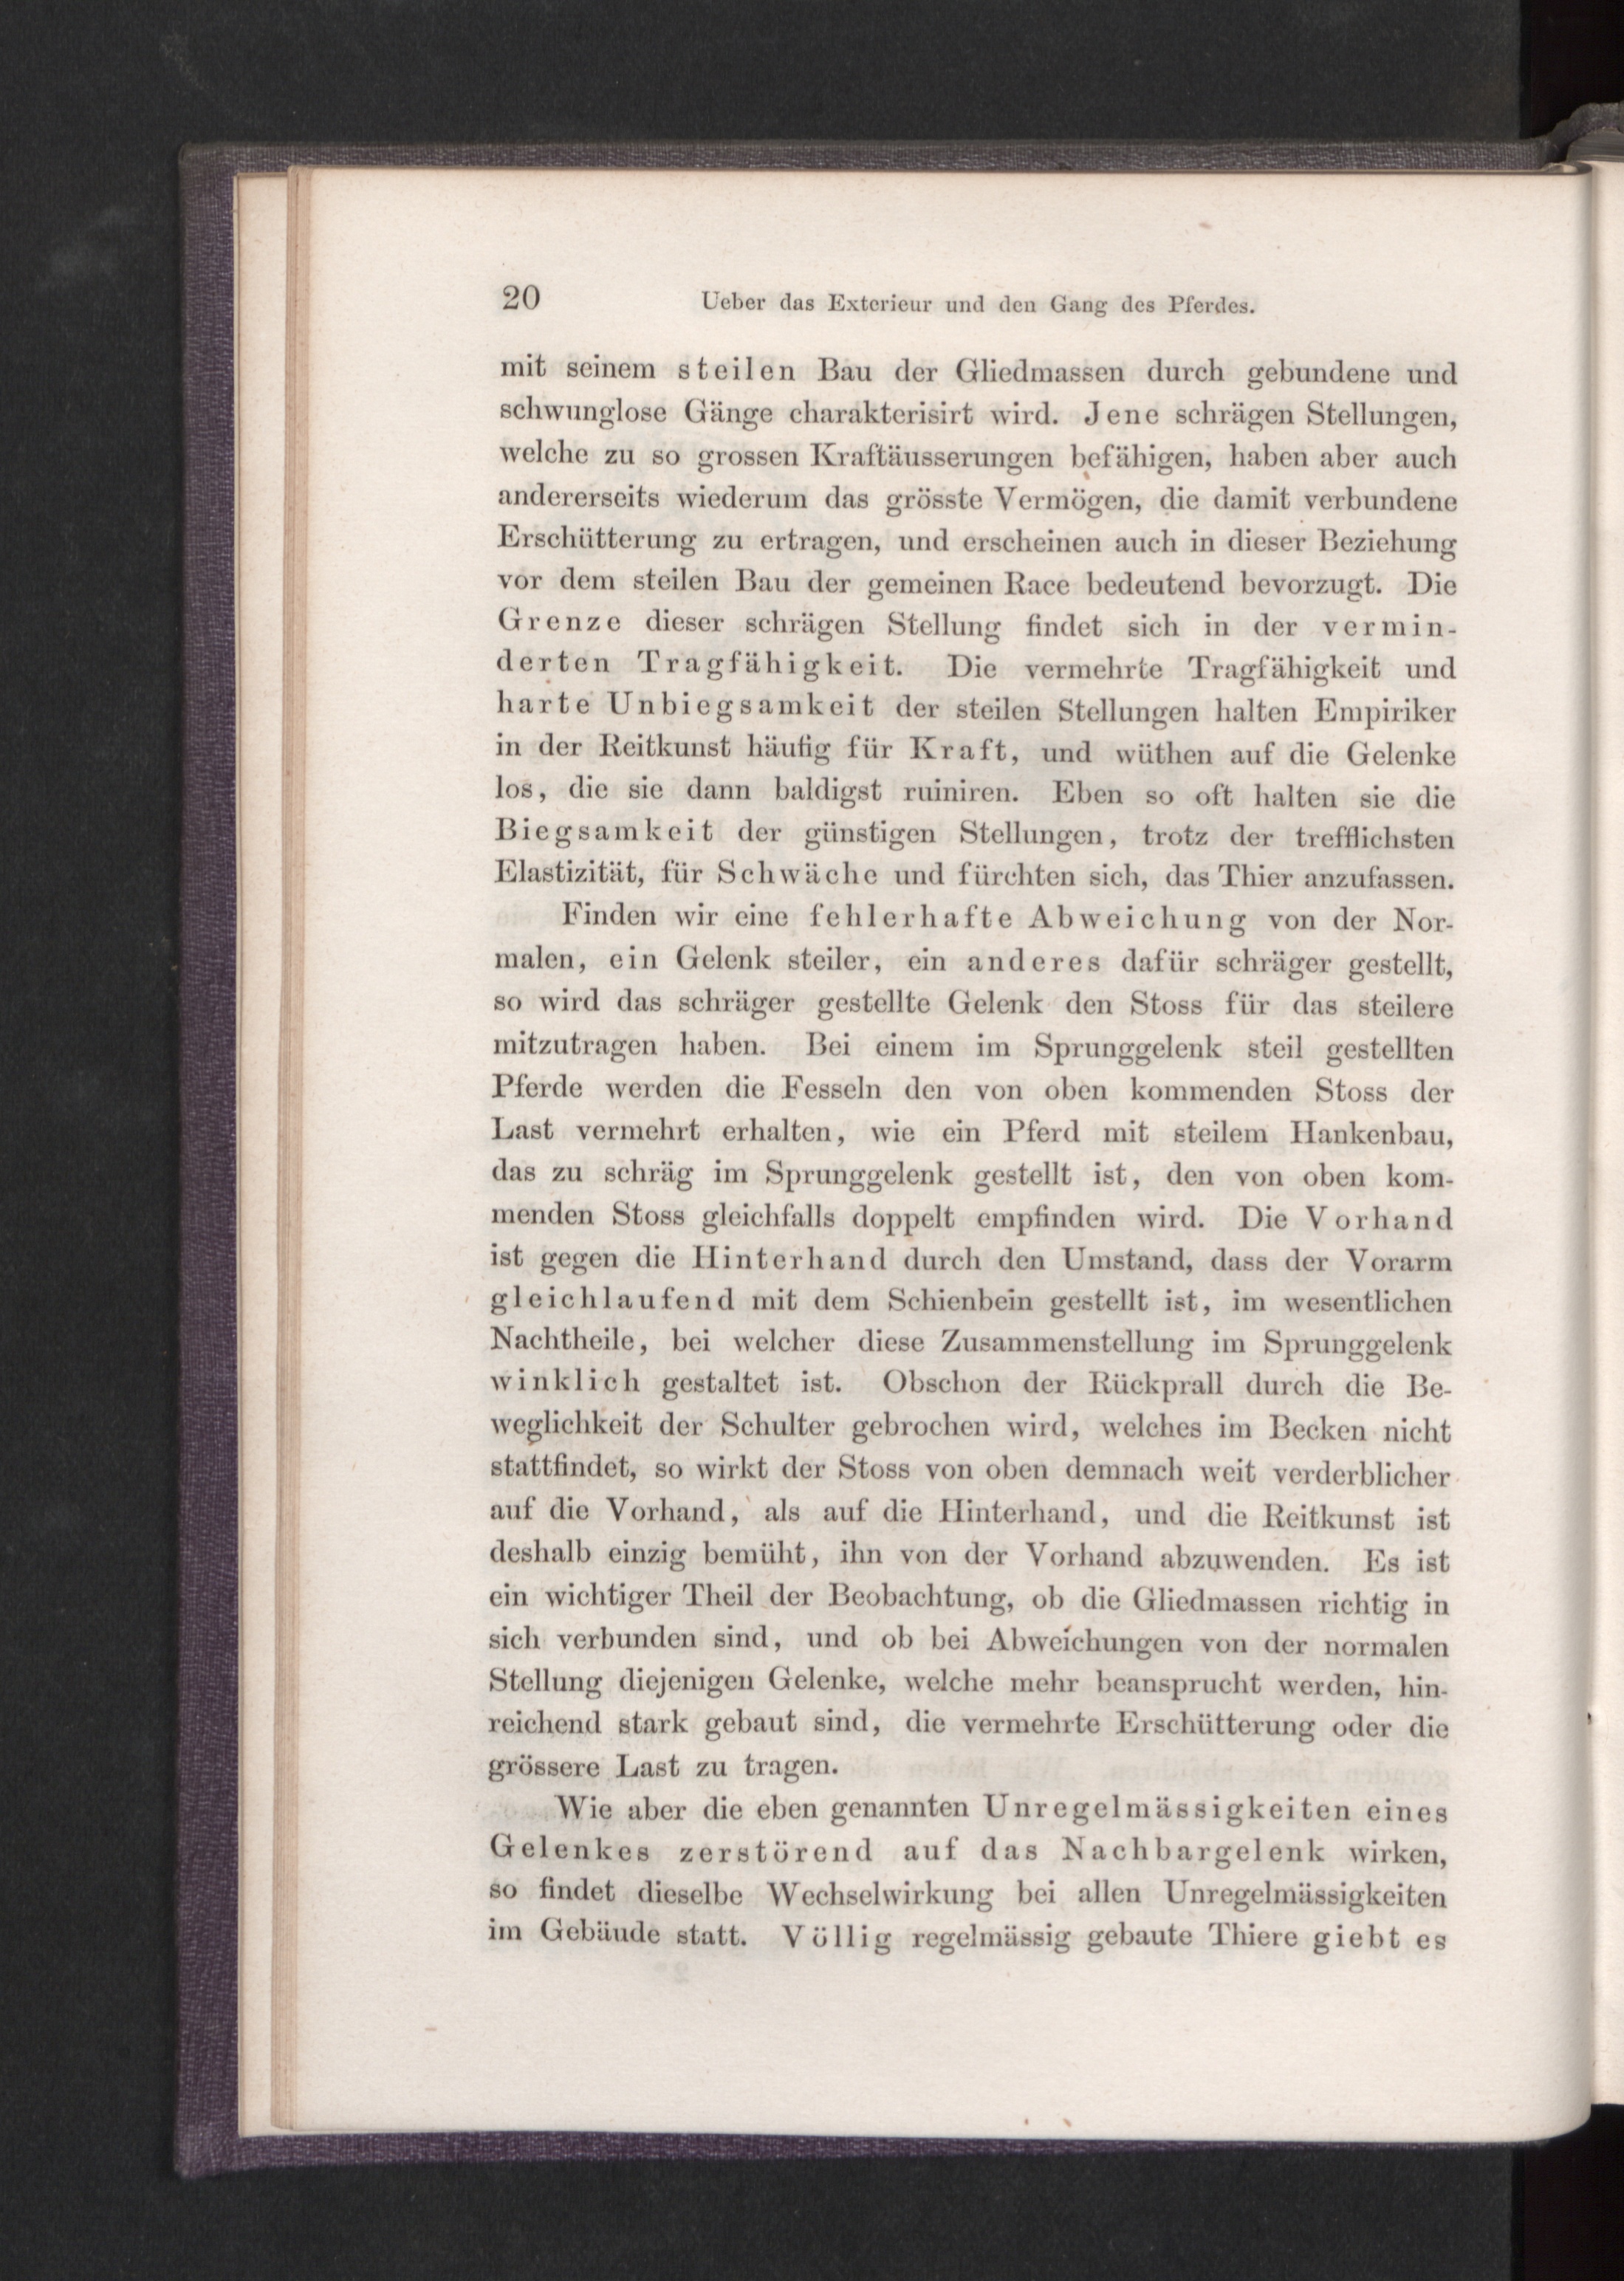 20 Ueber das Exterieur und den Gang des Pferdes.
mit seinem steilen Bau der Gliedmassen durch gebundene und
schwunglose Gänge charakterisirt wird. Jene schrägen Stellungen,
welche zu so grossen Kraftäusserungen befähigen, haben aber auch
andererseits wiederum das grösste Vermögen, die damit verbundene
Erschütterung zu ertragen, und erscheinen auch in dieser Beziehung
vor dem steilen Bau der gemeinen Race bedeutend bevorzugt. Die
Grenze dieser schrägen Stellung findet sich in der vermin-
derten Tragfähigkeit. Die vermehrte Tragfähigkeit und
harte Unbiegsamkeit der steilen Stellungen halten Empiriker
in der Reitkunst häufig für Kraft, und wüthen auf die Gelenke
los, die sie dann baldigst ruiniren. Eben so oft halten sie die
Biegsamkeit der günstigen Stellungen, trotz der trefflichsten
Elastizität, für Schwäche und fürchten sich, das Thier anzufassen.
Finden wir eine fehlerhafte Abweichung von der Nor-
malen, ein Gelenk steiler, ein anderes dafür schräger gestellt,
so wird das schräger gestellte Gelenk den Stoss für das steilere
mitzutragen haben. Bei einem im Sprunggelenk steil gestellten
Pferde werden die Fesseln den von oben kommenden Stoss der
Last vermehrt erhalten, wie ein Pferd mit steilem Hankenbau,
das zu schräg im Sprunggelenk gestellt ist, den von oben kom-
menden Stoss gleichfalls doppelt empfinden wird. Die Vorhand
ist gegen die Hinterhand durch den Umstand, dass der Vorarm
gleichlaufend mit dem Schienbein gestellt ist, im wesentlichen
Nachtheile, bei welcher diese Zusammenstellung im Sprunggelenk
winklich gestaltet ist. Obschon der Rückprall durch die Be-
weglichkeit der Schulter gebrochen wird, welches im Becken nicht
stattfindet, so wirkt der Stoss von oben demnach weit verderblicher
auf die Vorhand, als auf die Hinterhand, und die Reitkunst ist
deshalb einzig bemüht, ihn von der Vorhand abzuwenden. Es ist
ein wichtiger Theil der Beobachtung, ob die Gliedmassen richtig in
sich verbunden sind, und ob bei Abweichungen von der normalen
Stellung diejenigen Gelenke, welche mehr beansprucht werden, hin-
reichend stark gebaut sind, die vermehrte Erschütterung oder die
grössere Last zu tragen.
Wie aber die eben genannten Unregelmässigkeiten eines
Gelenkes zerstörend auf das Nachbargelenk wirken,
so findet dieselbe Wechselwirkung bei allen Unregelmässigkeiten
im Gebäude statt. Völlig regelmässig gebaute Thiere giebt es